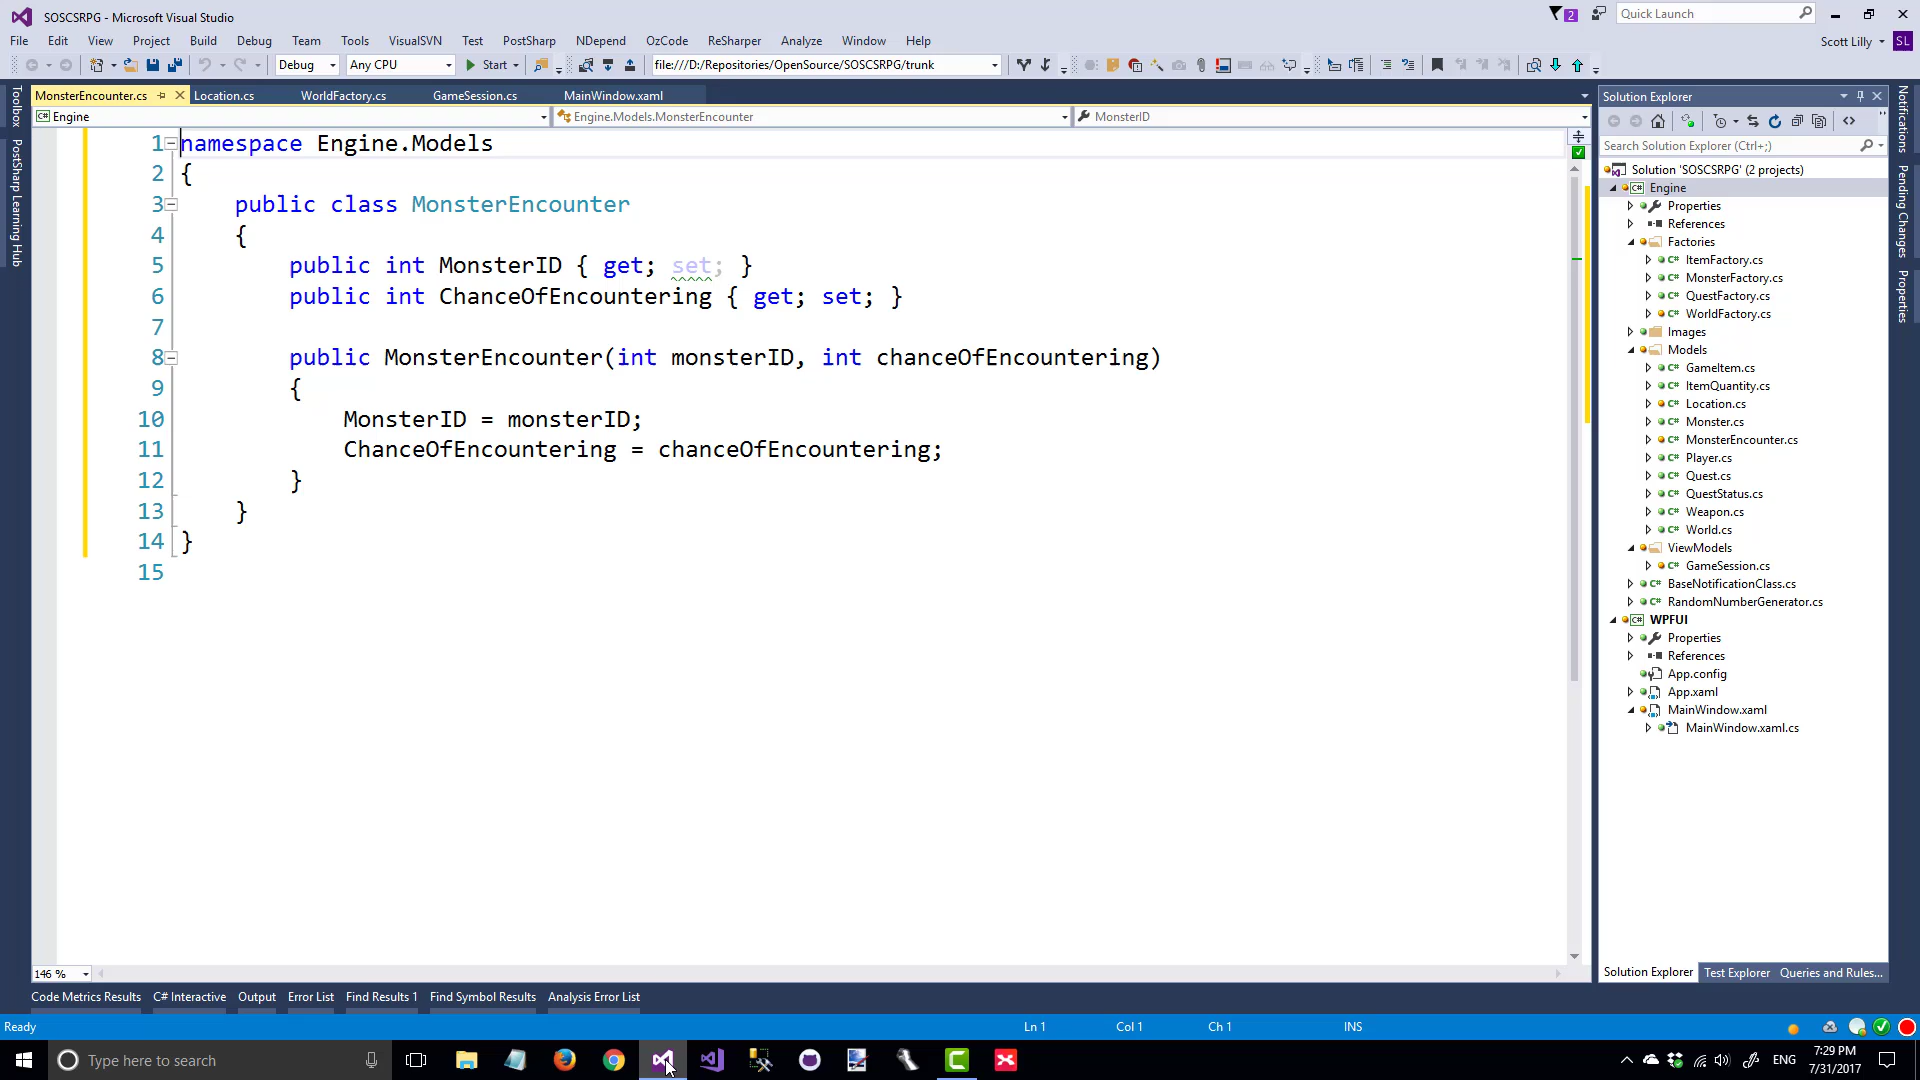 SOSCSRPG - Microsoft Visual Studio
2
Quick Launch
File Edit View Project Build Debug Team Tools VisualSVN Test PostSharp NDepend OzCode ReSharper Analyze Window Help
Scott Lilly SL
Debug Any CPU Start file:///D:/Repositories/OpenSource/SOSCSRPG/trunk
MonsterEncounter.cs Location.cs WorldFactory.cs GameSession.cs MainWindow.xaml
Engine Engine.Models.MonsterEncounter MonsterID
Toolbox
PostSharp Learning Hub
1 namespace Engine.Models
2 {
3 public class MonsterEncounter
4 {
5 public int MonsterID { get; set; }
6 public int ChanceOfEncountering { get; set; }
7
8 public MonsterEncounter(int monsterID, int chanceOfEncountering)
9 {
10 MonsterID = monsterID;
11 ChanceOfEncountering = chanceOfEncountering;
12 }
13 }
14 }
15
146 %
Solution Explorer
Search Solution Explorer (Ctrl+;)
Solution 'SOSCSRPG' (2 projects)
C# Engine
Properties
References
Factories
C# ItemFactory.cs
C# MonsterFactory.cs
C# QuestFactory.cs
C# WorldFactory.cs
Images
Models
C# GameItem.cs
C# ItemQuantity.cs
C# Location.cs
C# Monster.cs
C# MonsterEncounter.cs
C# Player.cs
C# Quest.cs
C# QuestStatus.cs
C# Weapon.cs
C# World.cs
ViewModels
C# GameSession.cs
C# BaseNotificationClass.cs
C# RandomNumberGenerator.cs
C# WPFUI
Properties
References
App.config
App.xaml
MainWindow.xaml
MainWindow.xaml.cs
Solution Explorer Test Explorer Queries and Rules...
Notifications
Pending Changes
Properties
Code Metrics Results C# Interactive Output Error List Find Results 1 Find Symbol Results Analysis Error List
Ready Ln 1 Col 1 Ch 1 INS
Type here to search
ENG
7:29 PM
7/31/2017